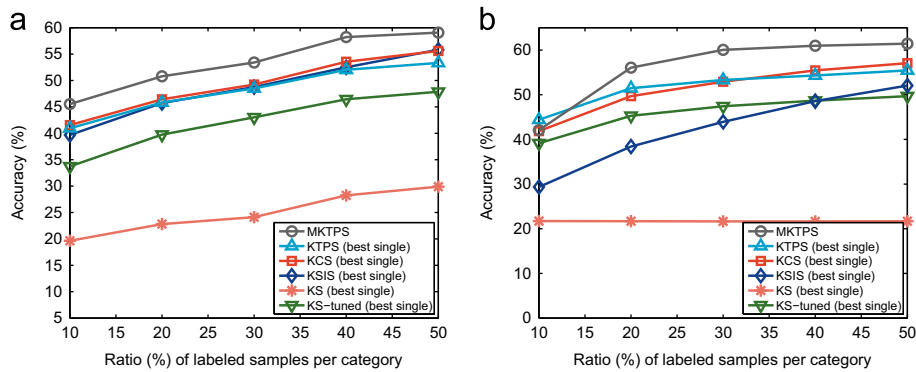 a
60
55
50
45
40
35
30
25
20
15
10
5
Accuracy (%)
MKTPS
KTPS (best single)
KCS (best single)
KSIS (best single)
KS (best single)
KS-tuned (best single)
10 15 20 25 30 35 40 45 50
Ratio (%) of labeled samples per category
b
60
50
40
30
20
10
0
Accuracy (%)
MKTPS
KTPS (best single)
KCS (best single)
KSIS (best single)
KS (best single)
KS-tuned (best single)
10 15 20 25 30 35 40 45 50
Ratio (%) of labeled samples per category